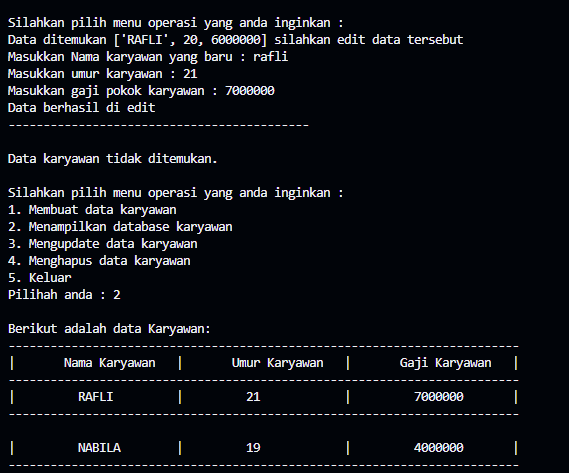 Silahkan pilih menu operasi yang anda inginkan :
Data ditemukan ['RAFLI', 20, 6000000] silahkan edit data tersebut
Masukkan Nama karyawan yang baru : rafli
Masukkan umur karyawan : 21
Masukkan gaji pokok karyawan : 7000000
Data berhasil di edit
-------------------------------------------
Data karyawan tidak ditemukan.
Silahkan pilih menu operasi yang anda inginkan :
1. Membuat data karyawan
2. Menampilkan database karyawan
3. Mengupdate data karyawan
4. Menghapus data karyawan
5. Keluar
Pilihah anda : 2
Berikut adalah data Karyawan:
-------------------------------------------------------------------------
| Nama Karyawan | Umur Karyawan | Gaji Karyawan |
-------------------------------------------------------------------------
| RAFLI | 21 | 7000000 |
-------------------------------------------------------------------------
| NABILA | 19 | 4000000 |
-------------------------------------------------------------------------